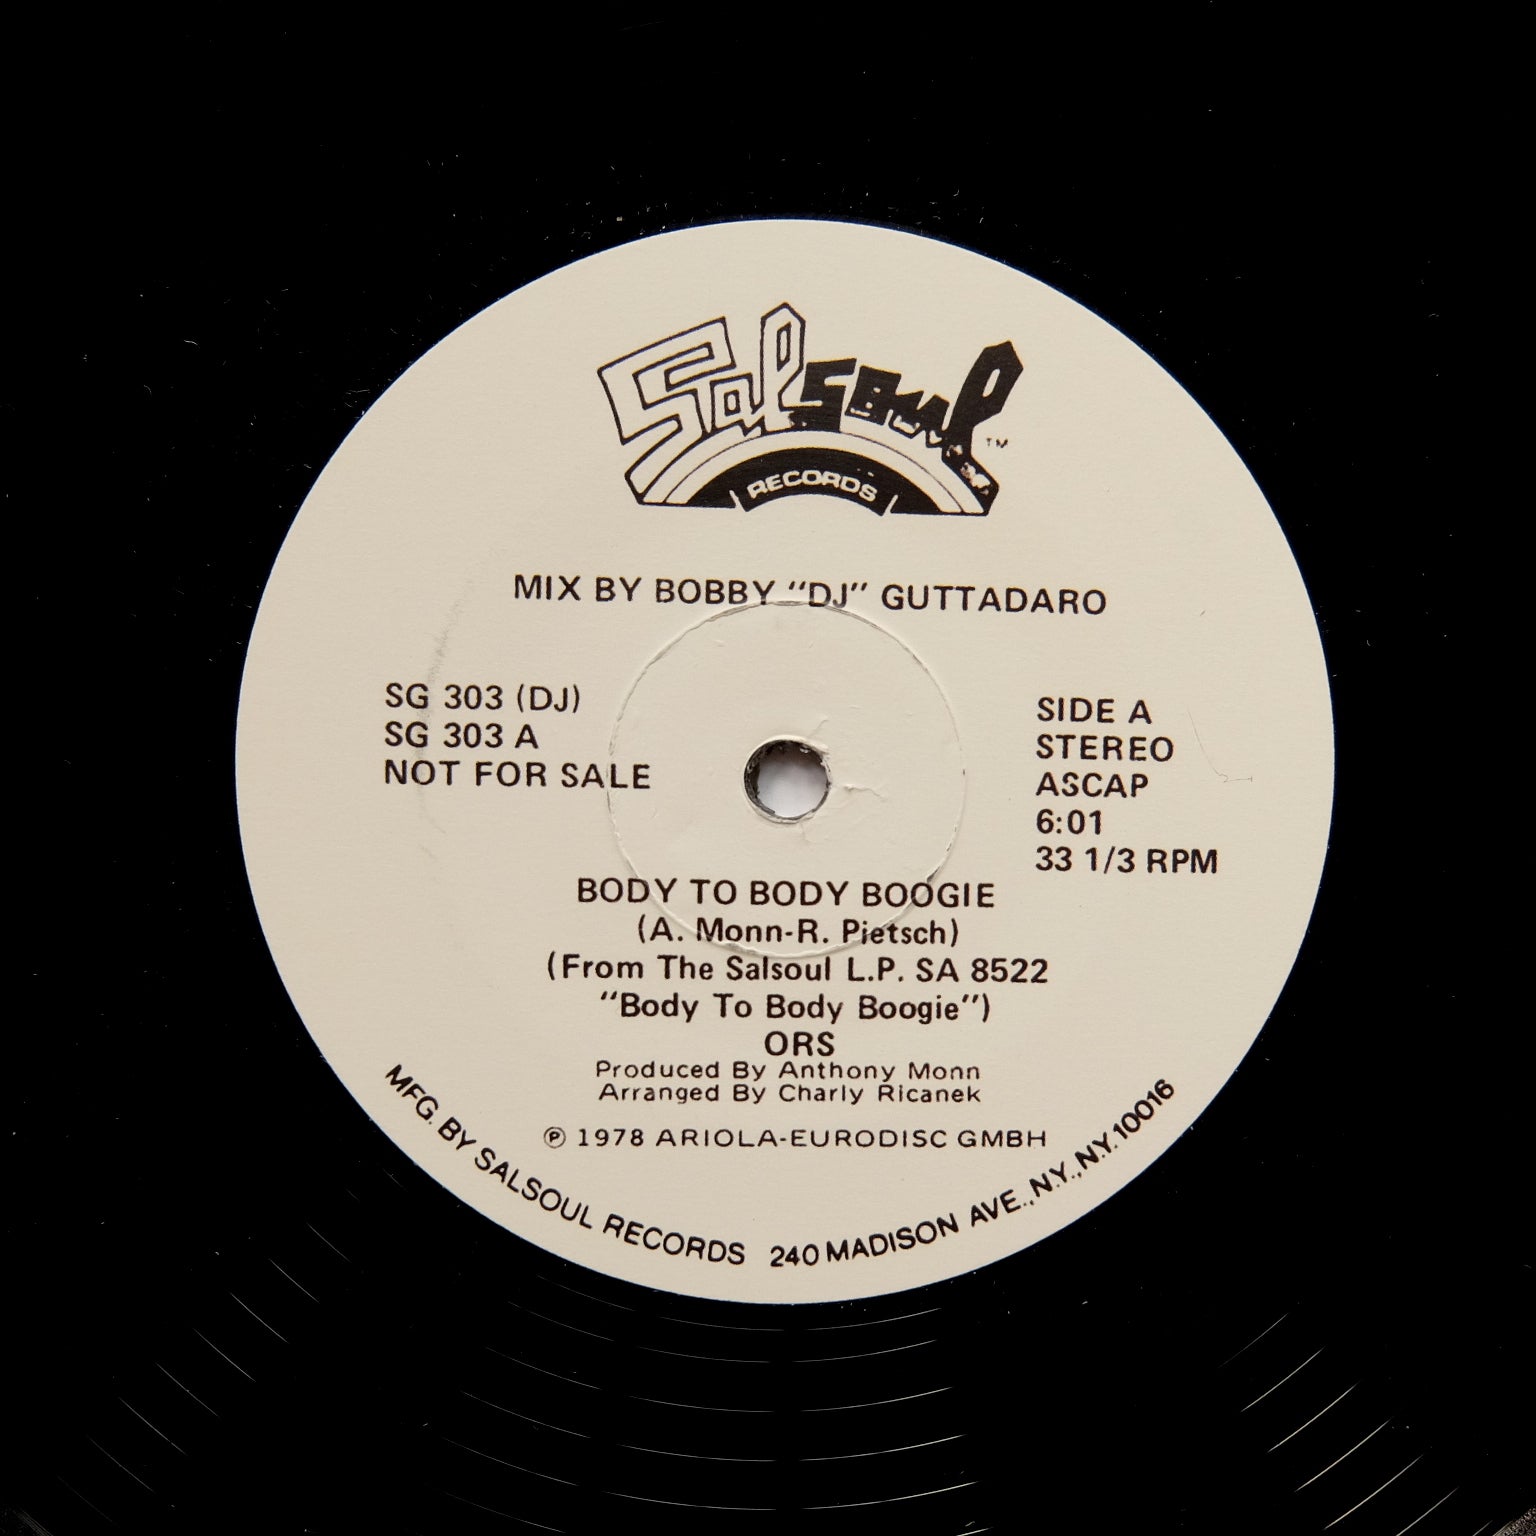 Salsoul TM
RECORDS
MIX BY BOBBY "DJ" GUTTADARO
SG 303 (DJ)
SG 303 A
NOT FOR SALE
SIDE A
STEREO
ASCAP
6:01
33 1/3 RPM
BODY TO BODY BOOGIE
(A. Monn-R. Pietsch)
(From The Salsoul L.P. SA 8522
"Body To Body Boogie")
ORS
Produced By Anthony Monn
Arranged By Charly Ricanek
℗ 1978 ARIOLA-EURODISC GMBH
MFG. BY SALSOUL RECORDS 240 MADISON AVE., N.Y., N.Y. 10016